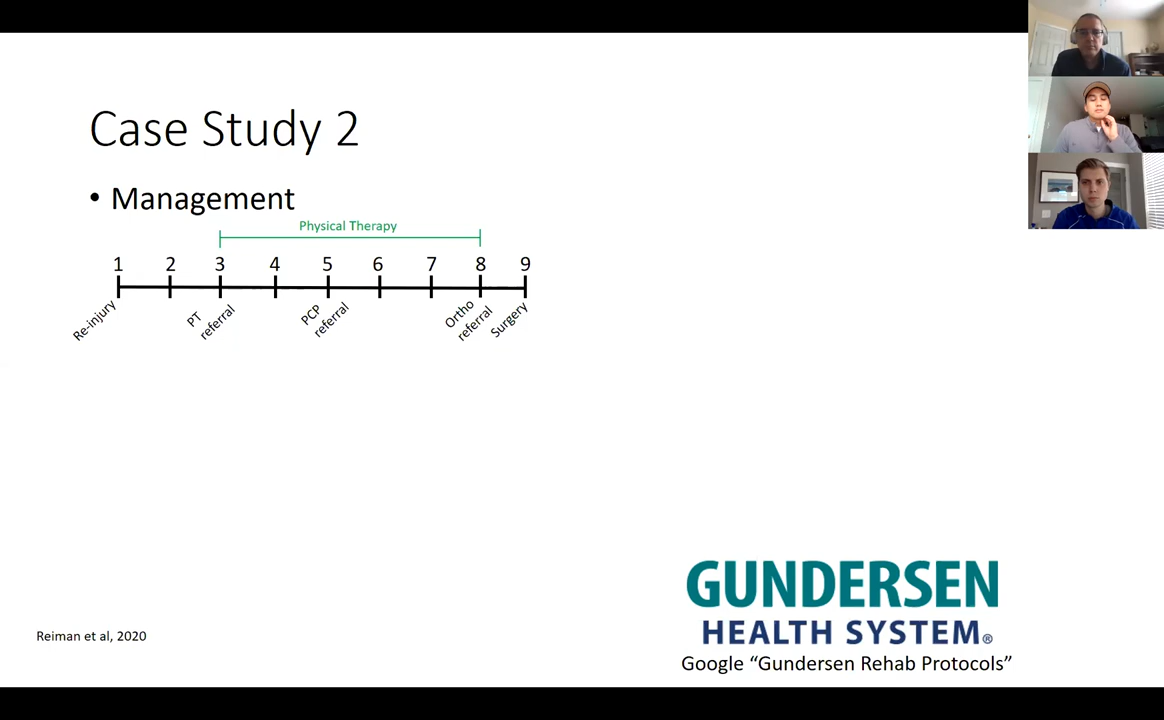 Case Study 2
• Management
Physical Therapy
1 2 3 4 5 6 7 8 9
Re-injury
PT
referral
PCP
referral
Ortho
referral
Surgery
Reiman et al, 2020
GUNDERSEN
HEALTH SYSTEM®
Google “Gundersen Rehab Protocols”